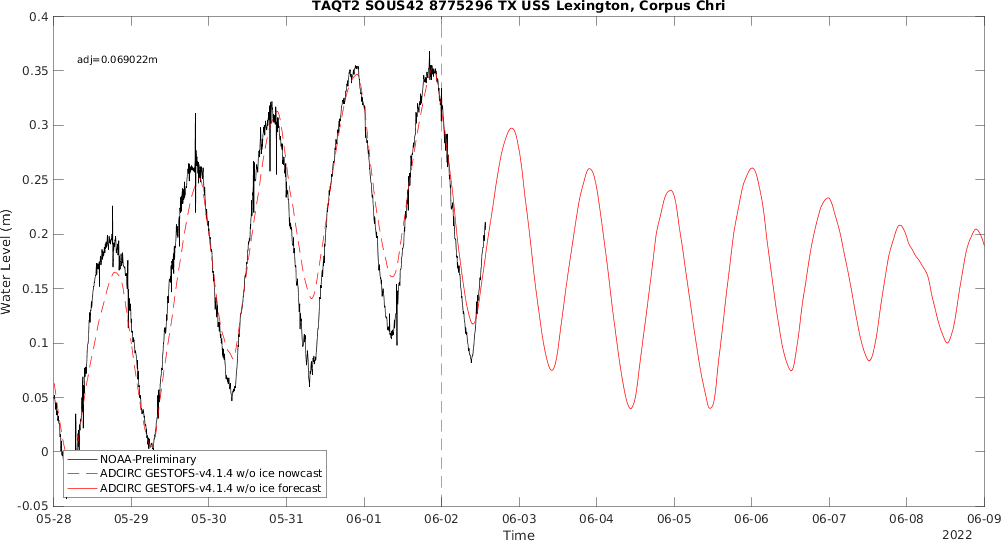 TAQT2 SOUS42 8775296 TX USS Lexington, Corpus Chri
0.4
adj=0.069022m
0.35
0.3
0.25
0.2
0.15
0.1
0.05
0
-0.05
Water Level (m)
NOAA-Preliminary
ADCIRC GESTOFS-v4.1.4 w/o ice nowcast
ADCIRC GESTOFS-v4.1.4 w/o ice forecast
05-28 05-29 05-30 05-31 06-01 06-02 06-03 06-04 06-05 06-06 06-07 06-08 06-09
Time
2022